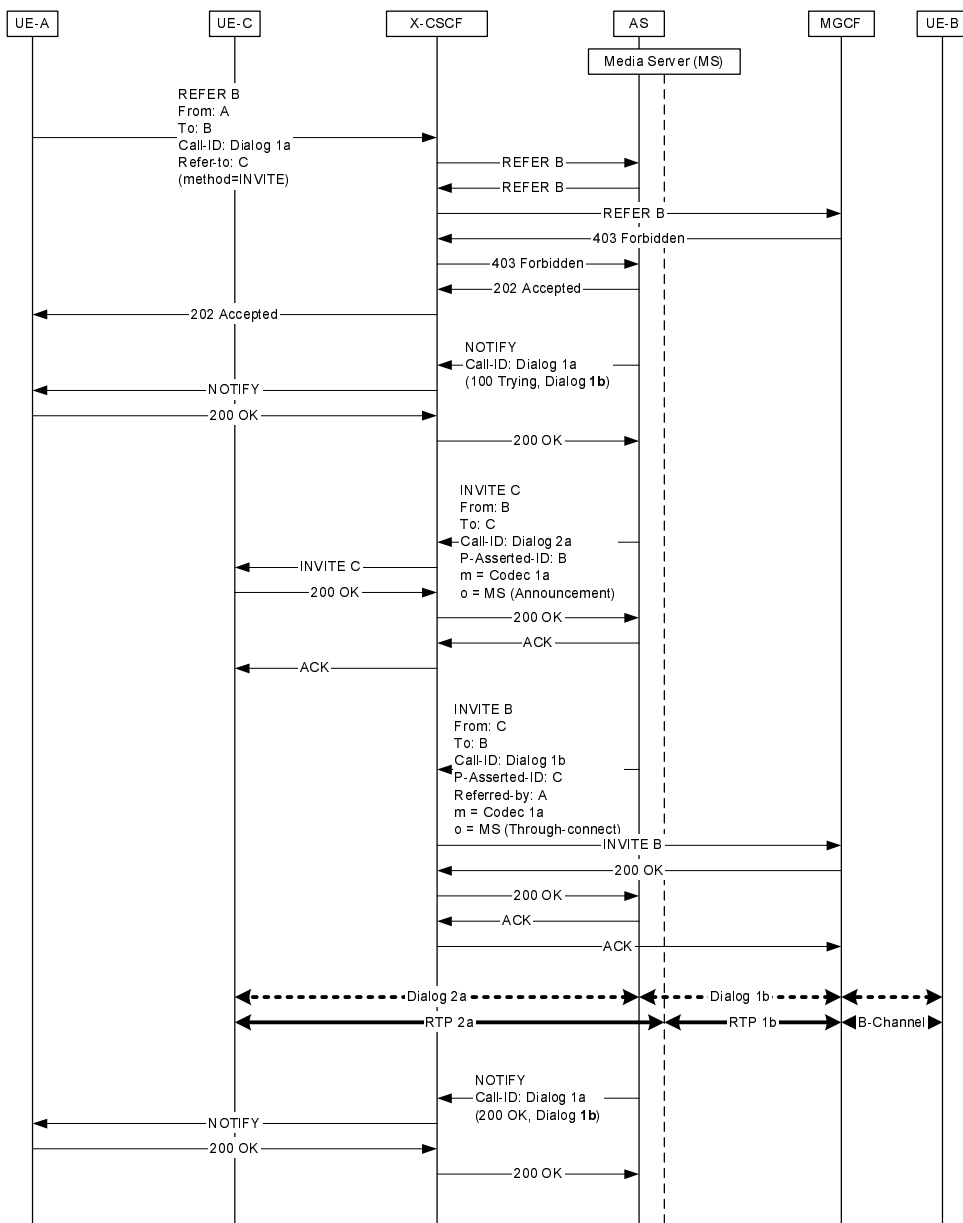 UE-A
UE-C
X-CSCF
AS
MGCF
UE-B
Media Server (MS)
REFER B
From: A
To: B
Call-ID: Dialog 1a
Refer-to: C
(method=INVITE)
REFER B
REFER B
REFER B
403 Forbidden
403 Forbidden
202 Accepted
202 Accepted
NOTIFY
Call-ID: Dialog 1a
(100 Trying, Dialog 1b)
NOTIFY
200 OK
200 OK
INVITE C
From: B
To: C
Call-ID: Dialog 2a
P-Asserted-ID: B
m = Codec 1a
o = MS (Announcement)
INVITE C
200 OK
200 OK
ACK
ACK
INVITE B
From: C
To: B
Call-ID: Dialog 1b
P-Asserted-ID: C
Referred-by: A
m = Codec 1a
o = MS (Through-connect)
INVITE B
200 OK
200 OK
ACK
ACK
Dialog 2a
Dialog 1b
RTP 2a
RTP 1b
B-Channel
NOTIFY
Call-ID: Dialog 1a
(200 OK, Dialog 1b)
NOTIFY
200 OK
200 OK